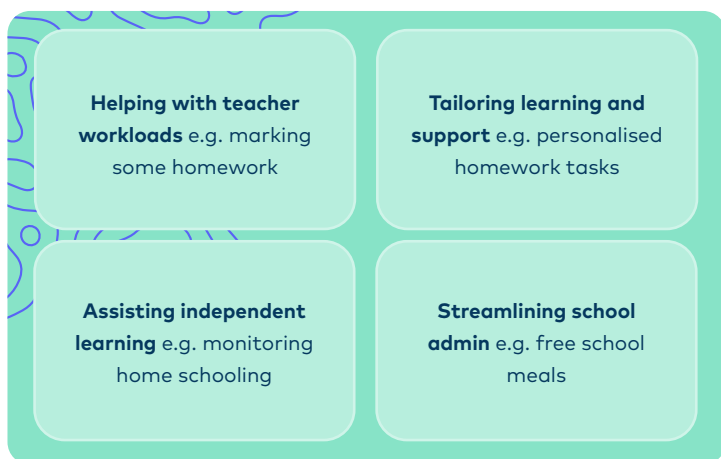 Helping with teacher
workloads e.g. marking
some homework
Tailoring learning and
support e.g. personalised
homework tasks
Assisting independent
learning e.g. monitoring
home schooling
Streamlining school
admin e.g. free school
meals